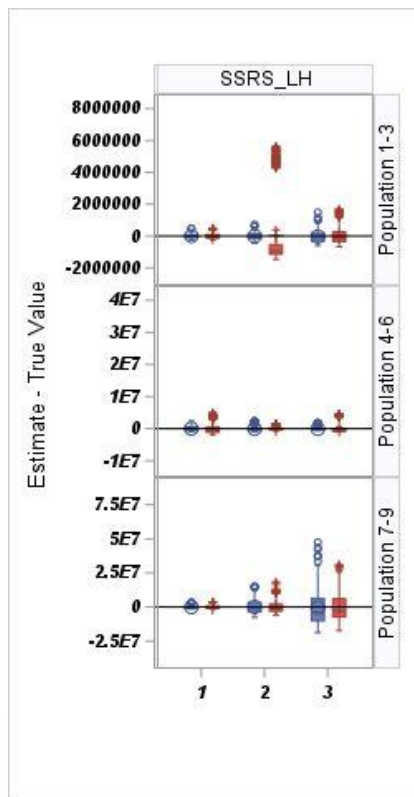 SSRS_LH
8000000
6000000
4000000
2000000
0
-2000000
Population 1-3
4E7
3E7
2E7
1E7
0
-1E7
Population 4-6
7.5E7
5E7
2.5E7
0
-2.5E7
Population 7-9
Estimate - True Value
1 2 3